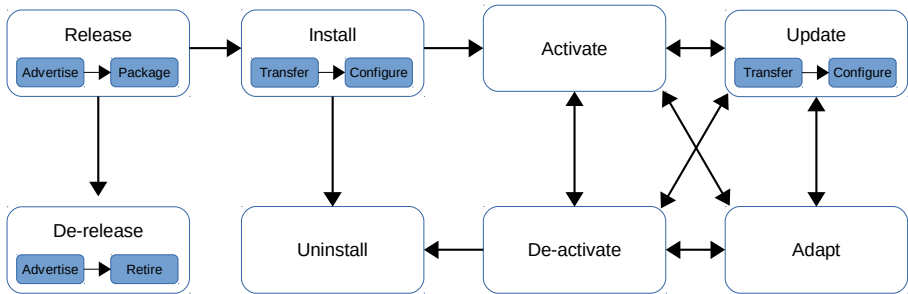 Release
Advertise
Package
Install
Transfer
Configure
Activate
Update
Transfer
Configure
De-release
Advertise
Retire
Uninstall
De-activate
Adapt